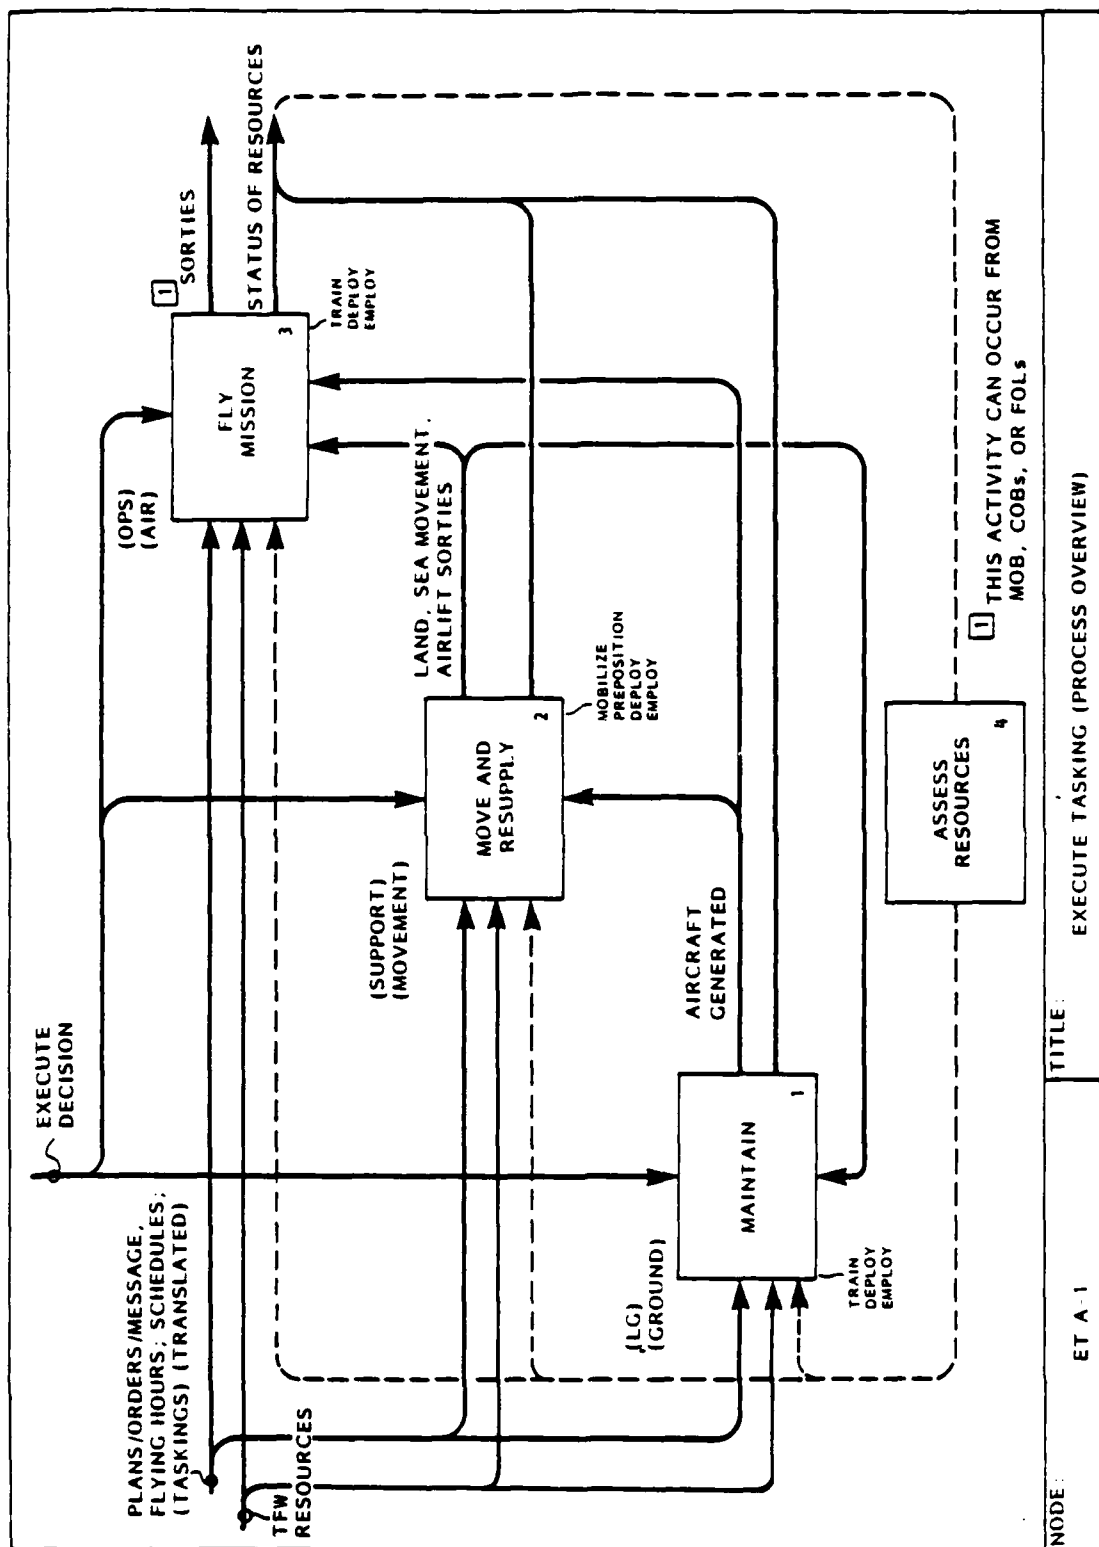 EXECUTE
DECISION
PLANS/ORDERS/MESSAGE,
FLYING HOURS; SCHEDULES;
(TASKINGS) (TRANSLATED)
TFW
RESOURCES
(OPS)
(AIR)
FLY
MISSION
3
TRAIN
DEPLOY
EMPLOY
1
SORTIES
STATUS OF RESOURCES
(SUPPORT)
(MOVEMENT)
MOVE AND
RESUPPLY
2
MOBILIZE
PREPOSITION
DEPLOY
EMPLOY
LAND, SEA MOVEMENT,
AIRLIFT SORTIES
(LG)
(GROUND)
MAINTAIN
1
TRAIN
DEPLOY
EMPLOY
AIRCRAFT
GENERATED
ASSESS
RESOURCES
4
1 THIS ACTIVITY CAN OCCUR FROM
MOB, COBs, OR FOLs
NODE:
ET A-1
TITLE:
EXECUTE TASKING (PROCESS OVERVIEW)